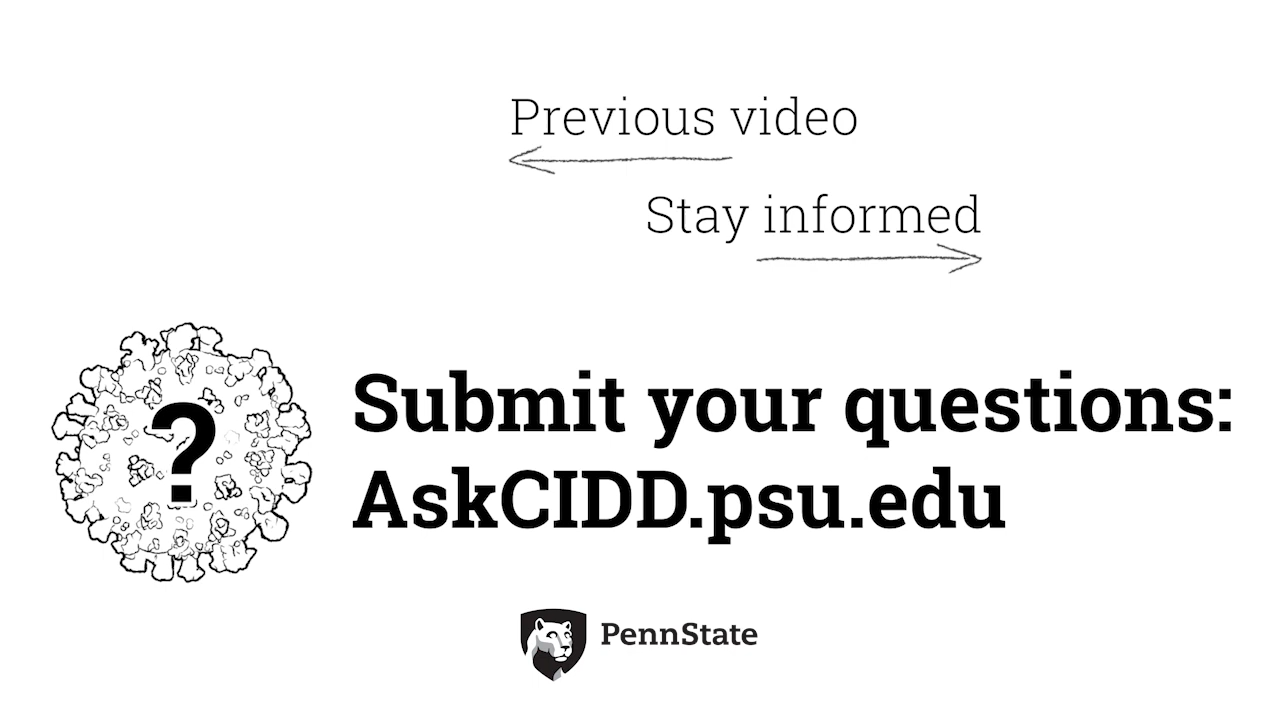 Previous video
Stay informed
?
Submit your questions:
AskCIDD.psu.edu
PennState